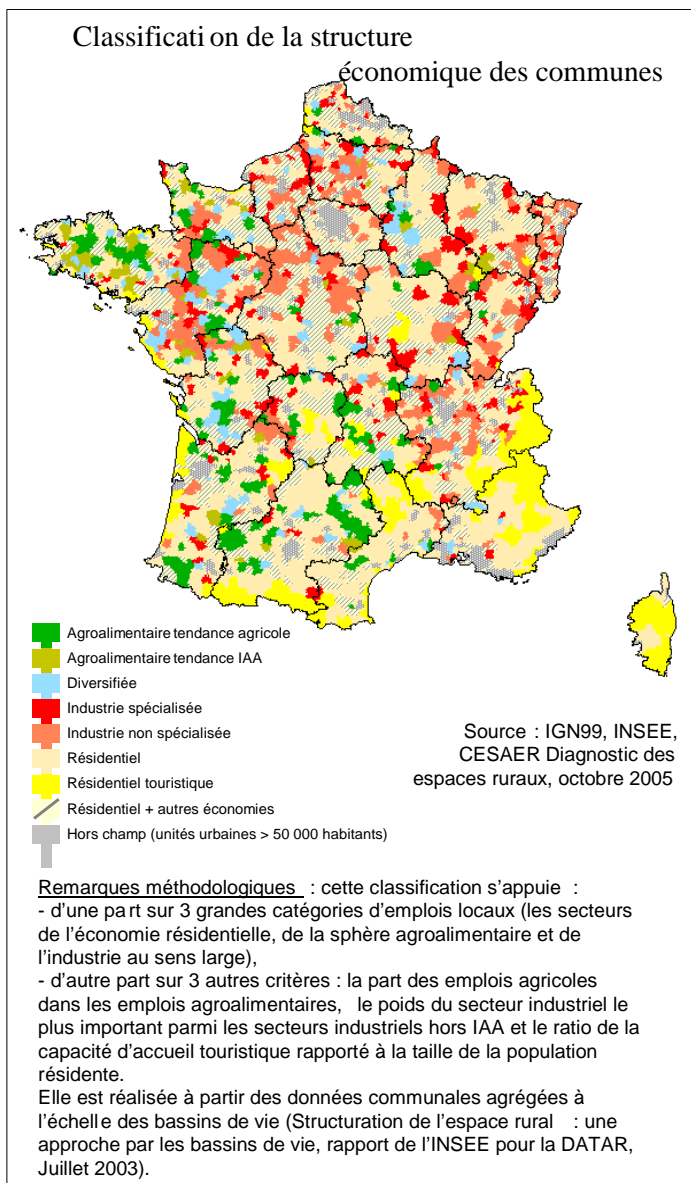 Classification de la structure
économique des communes
Agroalimentaire tendance agricole
Agroalimentaire tendance IAA
Diversifiée
Industrie spécialisée
Industrie non spécialisée
Résidentiel
Résidentiel touristique
Résidentiel + autres économies
Hors champ (unités urbaines > 50 000 habitants)
Source : IGN99, INSEE,
CESAER Diagnostic des
espaces ruraux, octobre 2005
Remarques méthodologiques : cette classification s’appuie :
- d’une part sur 3 grandes catégories d’emplois locaux (les secteurs
de l’économie résidentielle, de la sphère agroalimentaire et de
l’industrie au sens large),
- d’autre part sur 3 autres critères : la part des emplois agricoles
dans les emplois agroalimentaires, le poids du secteur industriel le
plus important parmi les secteurs industriels hors IAA et le ratio de la
capacité d’accueil touristique rapporté à la taille de la population
résidente.
Elle est réalisée à partir des données communales agrégées à
l’échelle des bassins de vie (Structuration de l’espace rural : une
approche par les bassins de vie, rapport de l’INSEE pour la DATAR,
Juillet 2003).